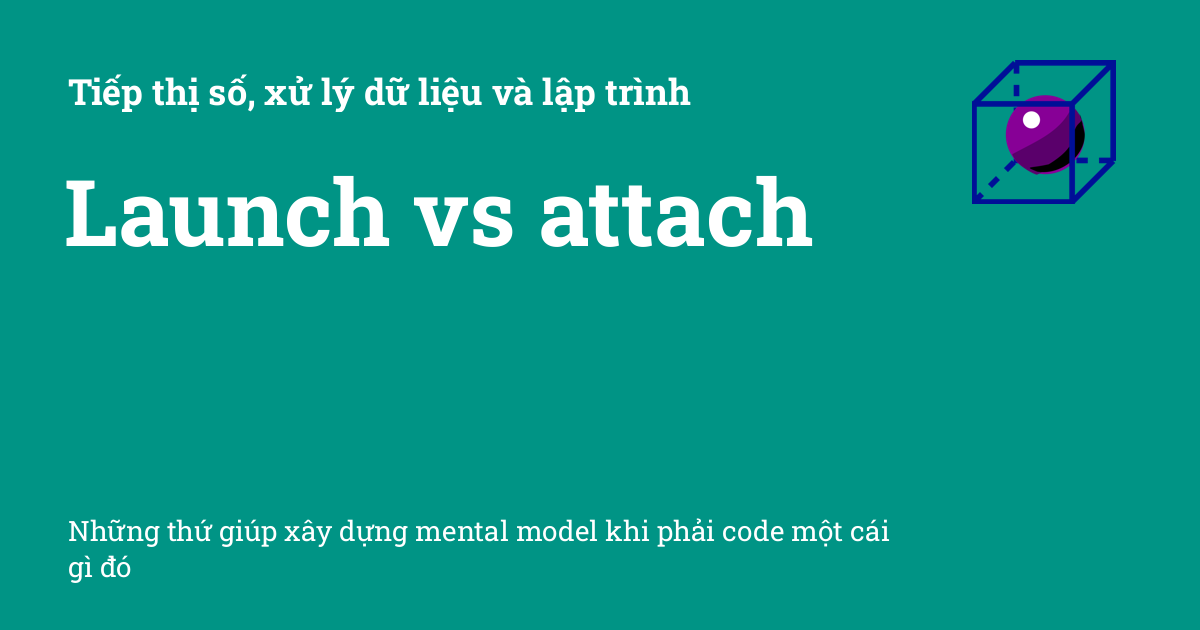 Tiếp thị số, xử lý dữ liệu và lập trình
Launch vs attach
Những thứ giúp xây dựng mental model khi phải code một cái
gì đó